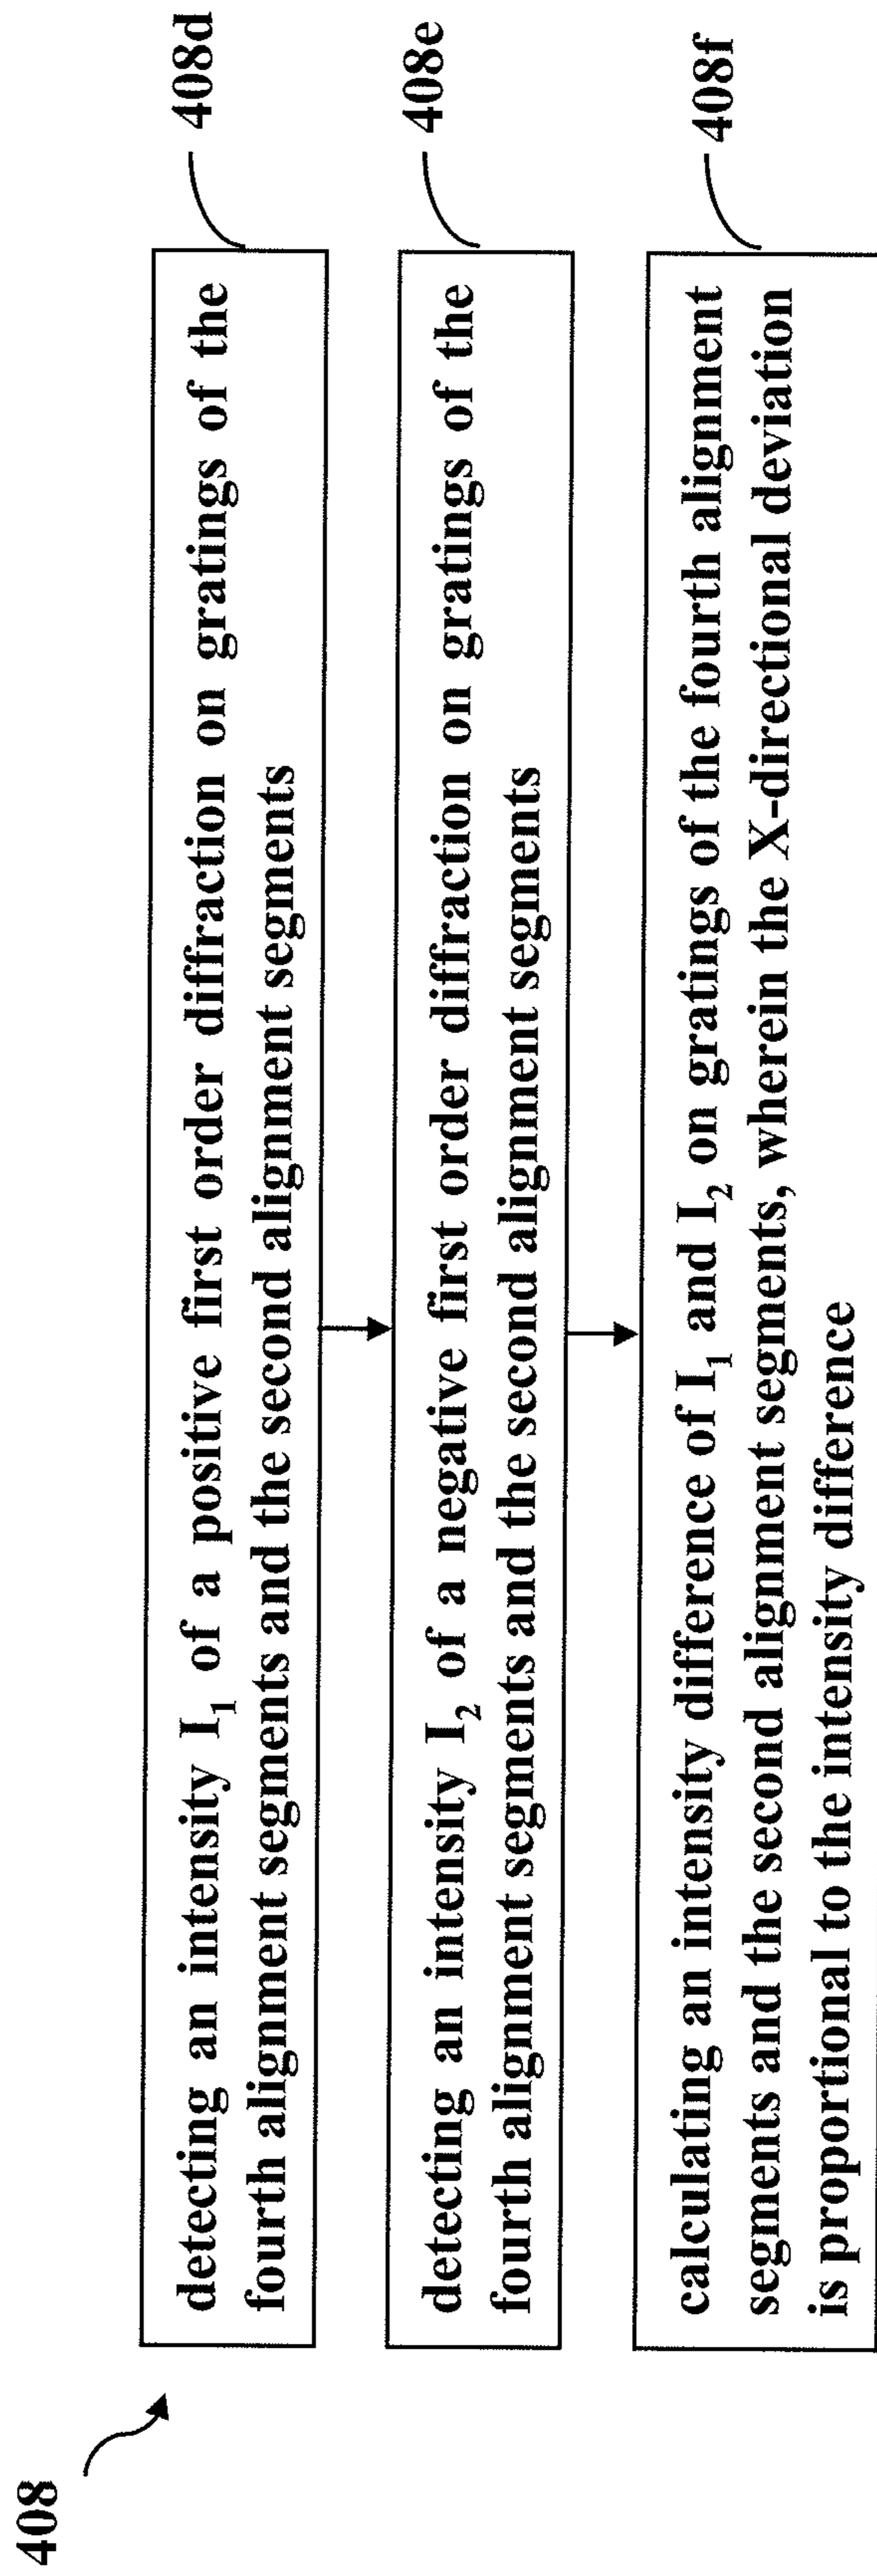 408
detecting an intensity I₁ of a positive first order diffraction on gratings of the
fourth alignment segments and the second alignment segments
408d
detecting an intensity I₂ of a negative first order diffraction on gratings of the
fourth alignment segments and the second alignment segments
408e
calculating an intensity difference of I₁ and I₂ on gratings of the fourth alignment
segments and the second alignment segments, wherein the X-directional deviation
is proportional to the intensity difference
408f